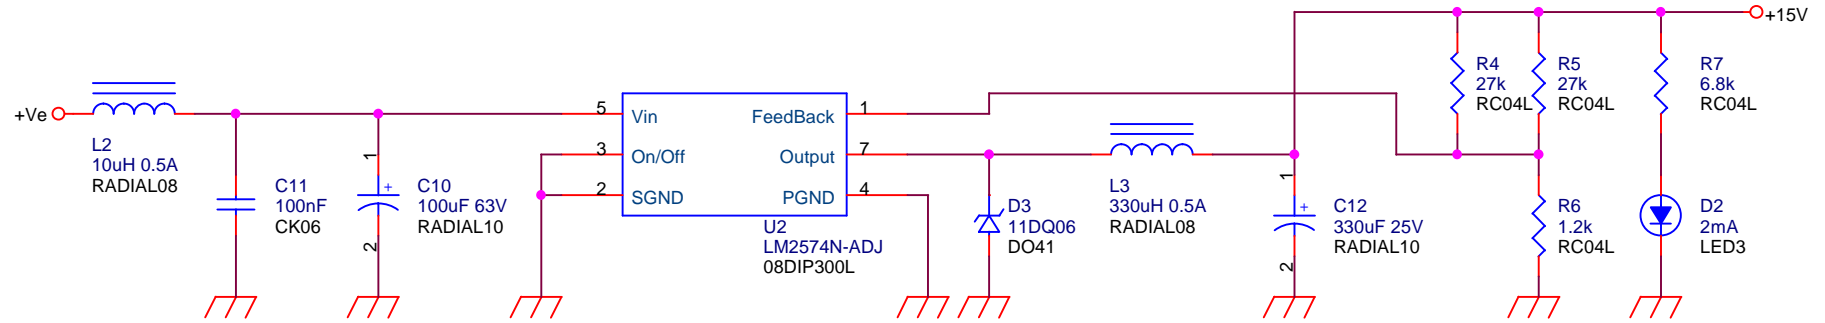 +Ve
L2
10uH 0.5A
RADIAL08
C11
100nF
CK06
1
+
2
C10
100uF 63V
RADIAL10
5
3
2
Vin
On/Off
SGND
FeedBack
Output
PGND
1
7
4
U2
LM2574N-ADJ
08DIP300L
D3
11DQ06
DO41
L3
330uH 0.5A
RADIAL08
1
+
2
C12
330uF 25V
RADIAL10
R4
27k
RC04L
R5
27k
RC04L
R6
1.2k
RC04L
R7
6.8k
RC04L
D2
2mA
LED3
+15V